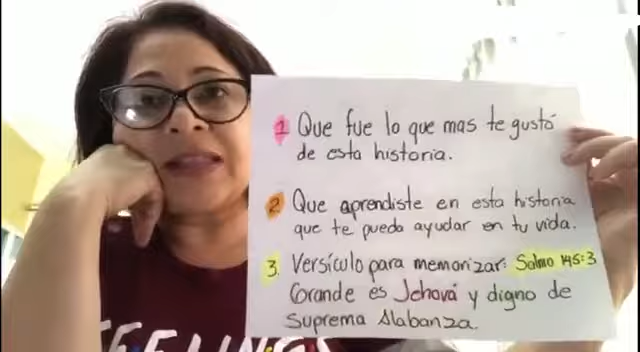 1 Que fue lo que mas te gustó
de esta historia.
2 Que aprendiste en esta historia
que te pueda ayudar en tu vida.
3. Versículo para memorizar: Salmo 145:3
Grande es Jehová y digno de
Suprema Alabanza.
FEELINGS